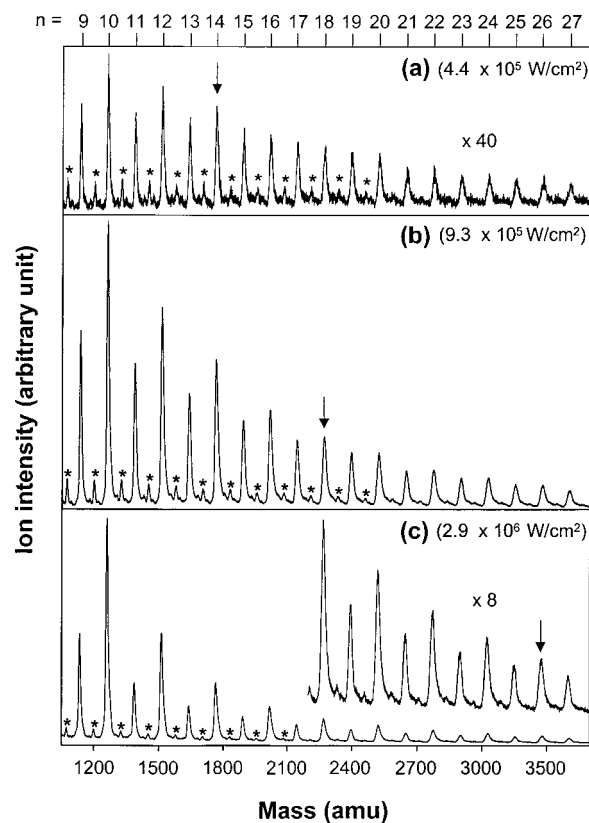 n = 9 10 11 12 13 14 15 16 17 18 19 20 21 22 23 24 25 26 27
(a) (4.4 x 10⁵ W/cm²)
x 40
* * * * * * * * * * * *
(b) (9.3 x 10⁵ W/cm²)
* * * * * * * * * * * *
(c) (2.9 x 10⁶ W/cm²)
x 8
* * * * * * * * *
Ion intensity (arbitrary unit)
1200 1500 1800 2100 2400 2700 3000 3500
Mass (amu)